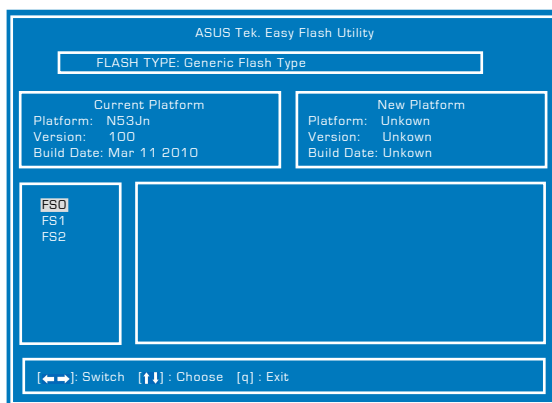 ASUS Tek. Easy Flash Utility
FLASH TYPE: Generic Flash Type
Current Platform
Platform: N53Jn
Version: 100
Build Date: Mar 11 2010
New Platform
Platform: Unkown
Version: Unkown
Build Date: Unkown
FS0
FS1
FS2
[←→]: Switch [↑↓] : Choose [q] : Exit